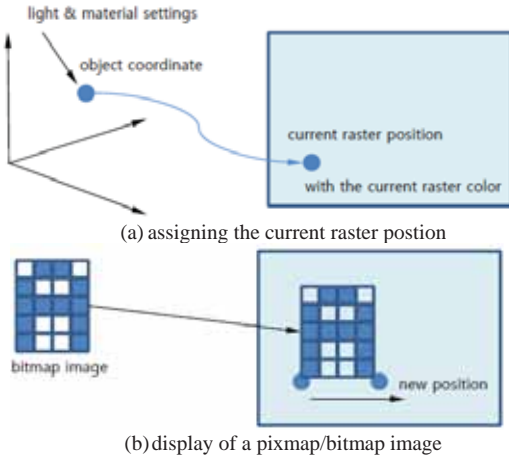 light & material settings
object coordinate
current raster position
with the current raster color
(a) assigning the current raster postion
bitmap image
new position
(b) display of a pixmap/bitmap image